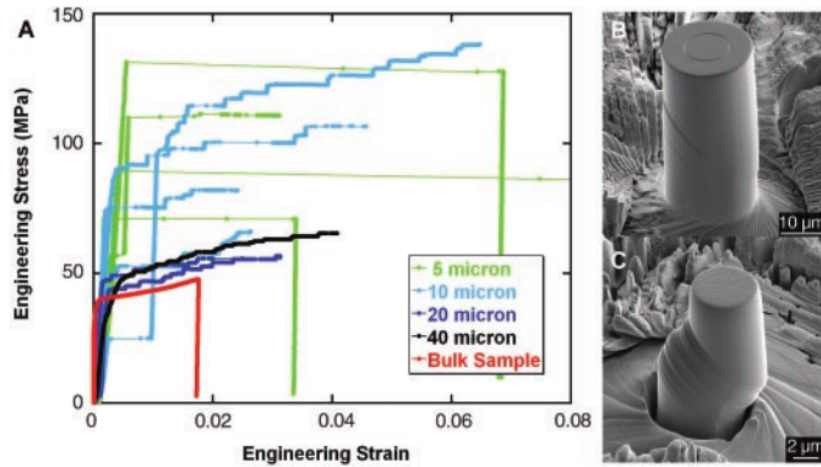 A
Engineering Stress (MPa)
150
100
50
0
0
0.02
0.04
0.06
0.08
Engineering Strain
5 micron
10 micron
20 micron
40 micron
Bulk Sample
B
10 µm
C
2 µm